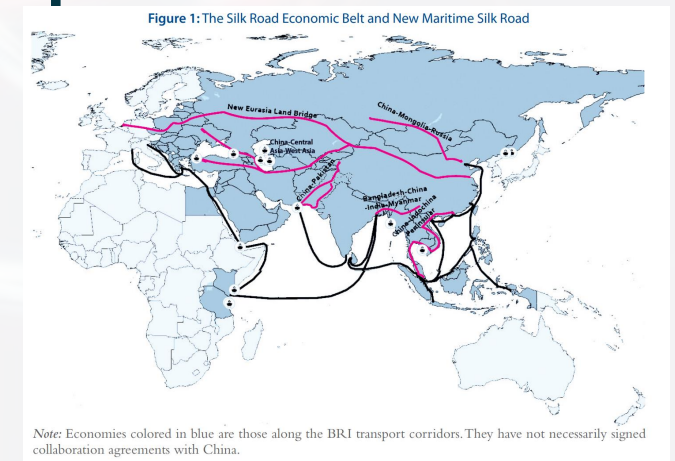 Figure 1: The Silk Road Economic Belt and New Maritime Silk Road
New Eurasia Land Bridge
China-Mongolia-Russia
China-Central
Asia-West Asia
China-Pakistan
Bangladesh-China
-India-Myanmar
China-Indochina
Peninsular
Note: Economies colored in blue are those along the BRI transport corridors. They have not necessarily signed
collaboration agreements with China.